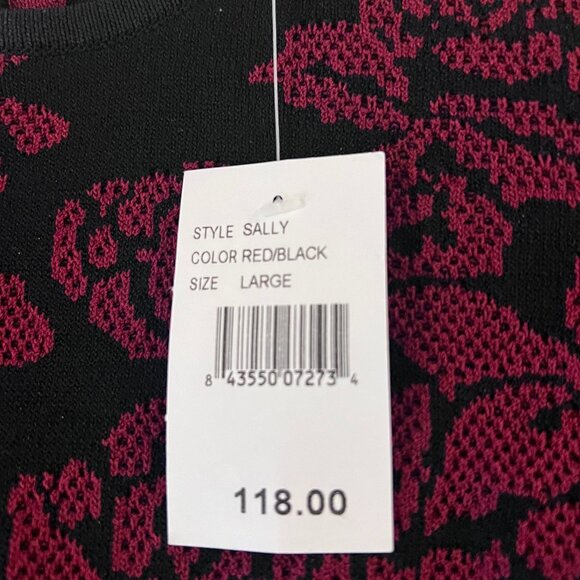 STYLE SALLY
COLOR RED/BLACK
SIZE LARGE
8 43550 07273 4
118.00